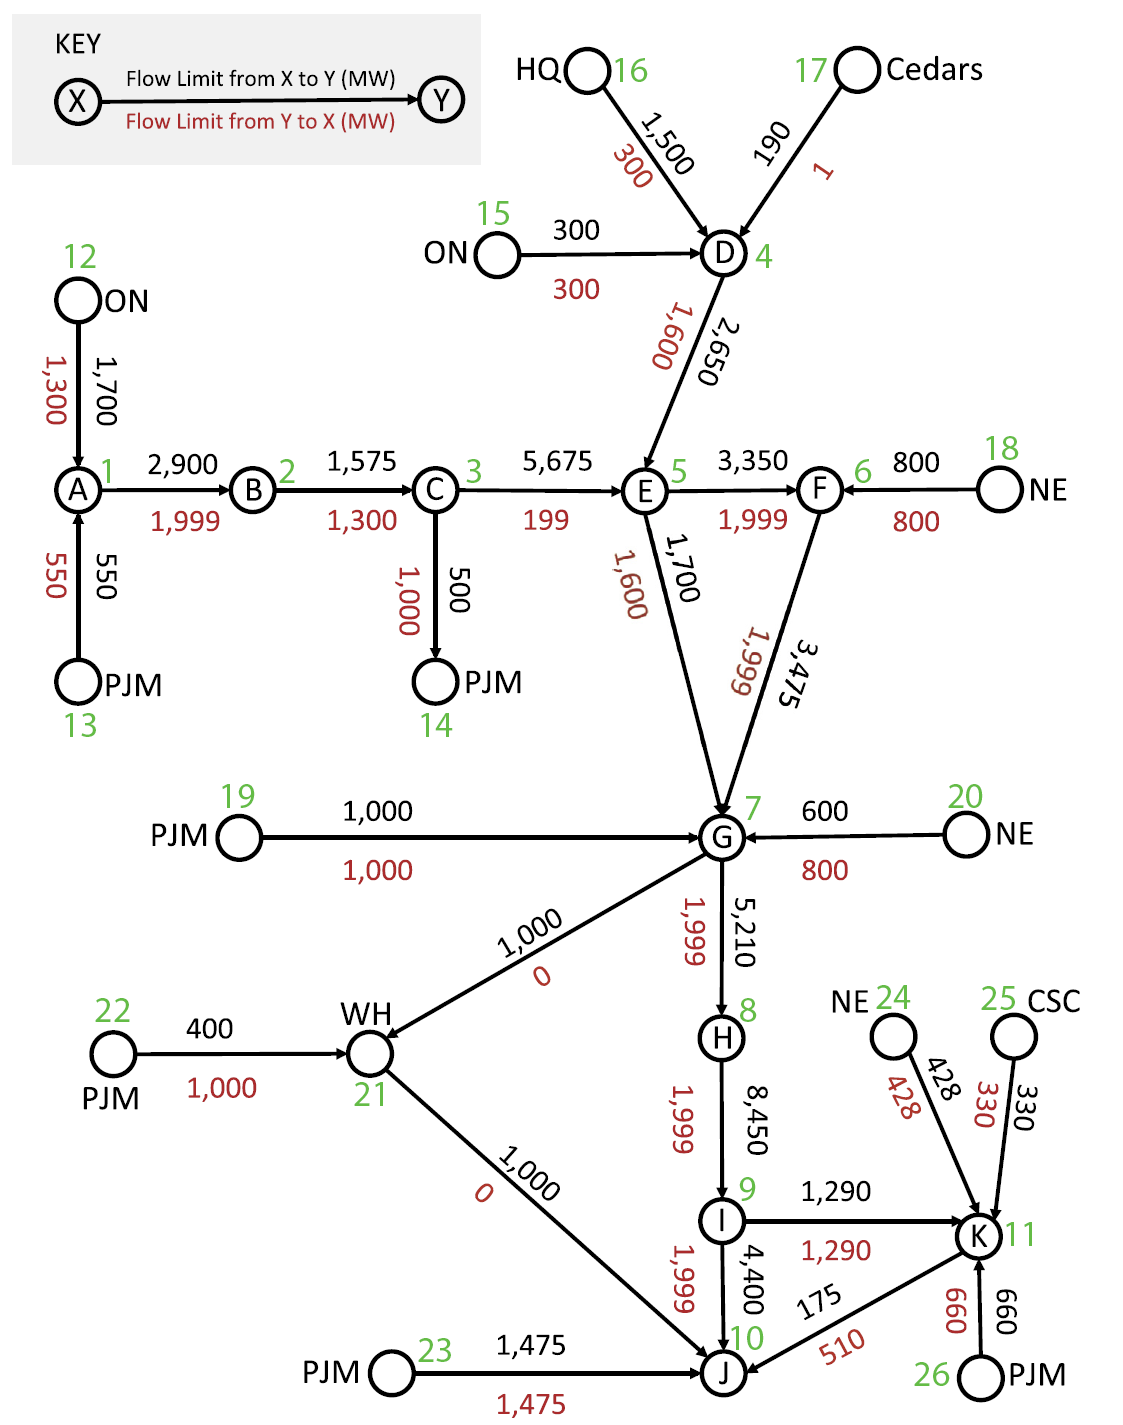 KEY
Flow Limit from X to Y (MW)
X
Y
Flow Limit from Y to X (MW)
HQ
16
17
Cedars
1,500
300
190
1
15
ON
300
300
D
4
12
ON
1,300
1,700
1,600
2,650
A
1
2,900
1,999
B
2
1,575
1,300
C
3
5,675
199
E
5
3,350
1,999
F
6
800
800
18
NE
550
550
1,000
500
1,600
1,700
1,999
3,475
PJM
13
PJM
14
19
PJM
1,000
1,000
G
7
600
800
20
NE
1,000
0
1,999
5,210
22
PJM
400
1,000
WH
21
H
8
NE
24
25
CSC
428
428
330
330
1,999
8,450
1,000
0
I
9
1,290
1,290
K
11
1,999
4,400
175
510
660
660
PJM
23
1,475
1,475
J
10
26
PJM